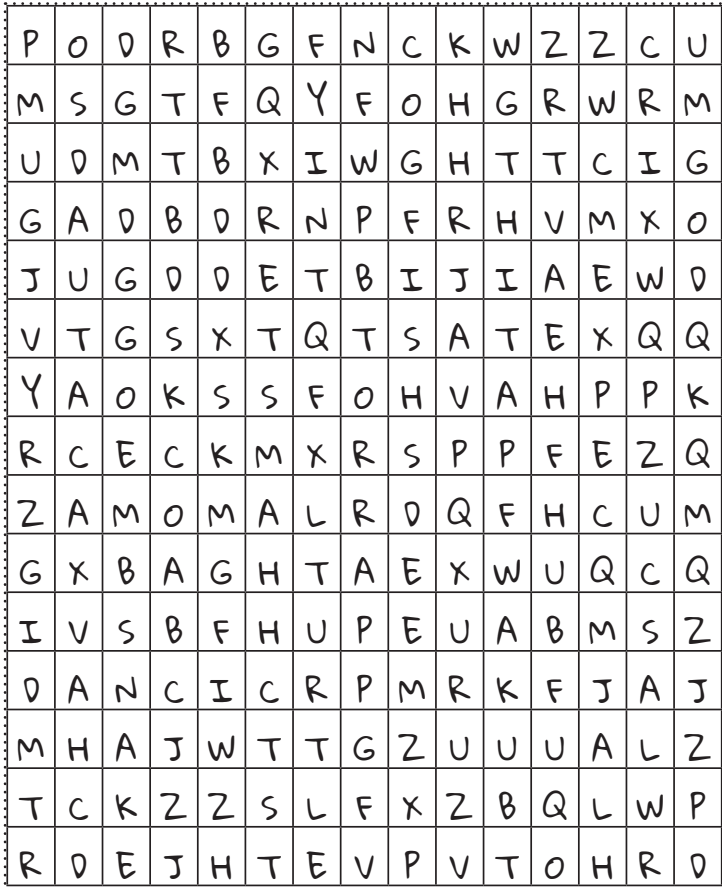 P O D R B G F N C K W Z Z C U
M S G T F Q Y F O H G R W R M
U D M T B X I W G H T T C I G
G A D B D R N P F R H V M X O
J U G D D E T B I J I A E W D
V T G S X T Q T S A T E X Q Q
Y A O K S S F O H V A H P P K
R C E C K M X R S P P F E Z Q
Z A M O M A L R D Q F H C U M
G X B A G H T A E X W U Q C Q
I V S B F H U P E U A B M S Z
D A N C I C R P M R K F J A J
M H A J W T T G Z U U U A L Z
T C K Z Z S L F X Z B Q L W P
R D E J H T E V P V T O H R D